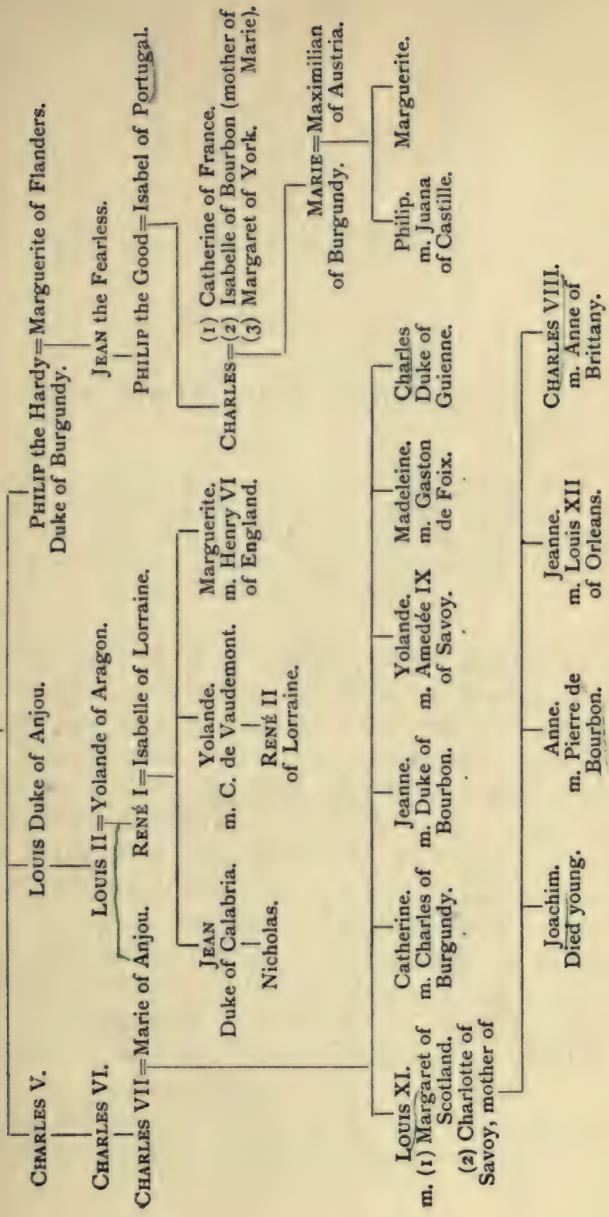 CHARLES V.
LOUIS Duke of Anjou.
PHILIP the Hardy=Marguerite of Flanders.
Duke of Burgundy.
CHARLES VI.
LOUIS II=Yolande of Aragon.
JEAN the Fearless.
CHARLES VII=Marie of Anjou.
RENÉ I=Isabelle of Lorraine.
PHILIP the Good=Isabel of Portugal.
JEAN
Duke of Calabria.
Nicholas.
Yolande.
m. C. de Vaudemont.
RENÉ II
of Lorraine.
Marguerite.
m. Henry VI
of England.
CHARLES=
(1) Catherine of France.
(2) Isabelle of Bourbon (mother of
(3) Margaret of York. Marie).
MARIE=Maximilian
of Burgundy. of Austria.
Philip.
m. Juana
of Castille.
Marguerite.
LOUIS XI.
m. (1) Margaret of
Scotland.
(2) Charlotte of
Savoy, mother of
Catherine.
m. Charles of
Burgundy.
Jeanne.
m. Duke of
Bourbon.
Yolande.
m. Amedée IX
of Savoy.
Madeleine.
m. Gaston
de Foix.
Charles
Duke of
Guienne.
Joachim.
Died young.
Anne.
m. Pierre de
Bourbon.
Jeanne.
m. Louis XII
of Orleans.
CHARLES VIII.
m. Anne of
Brittany.